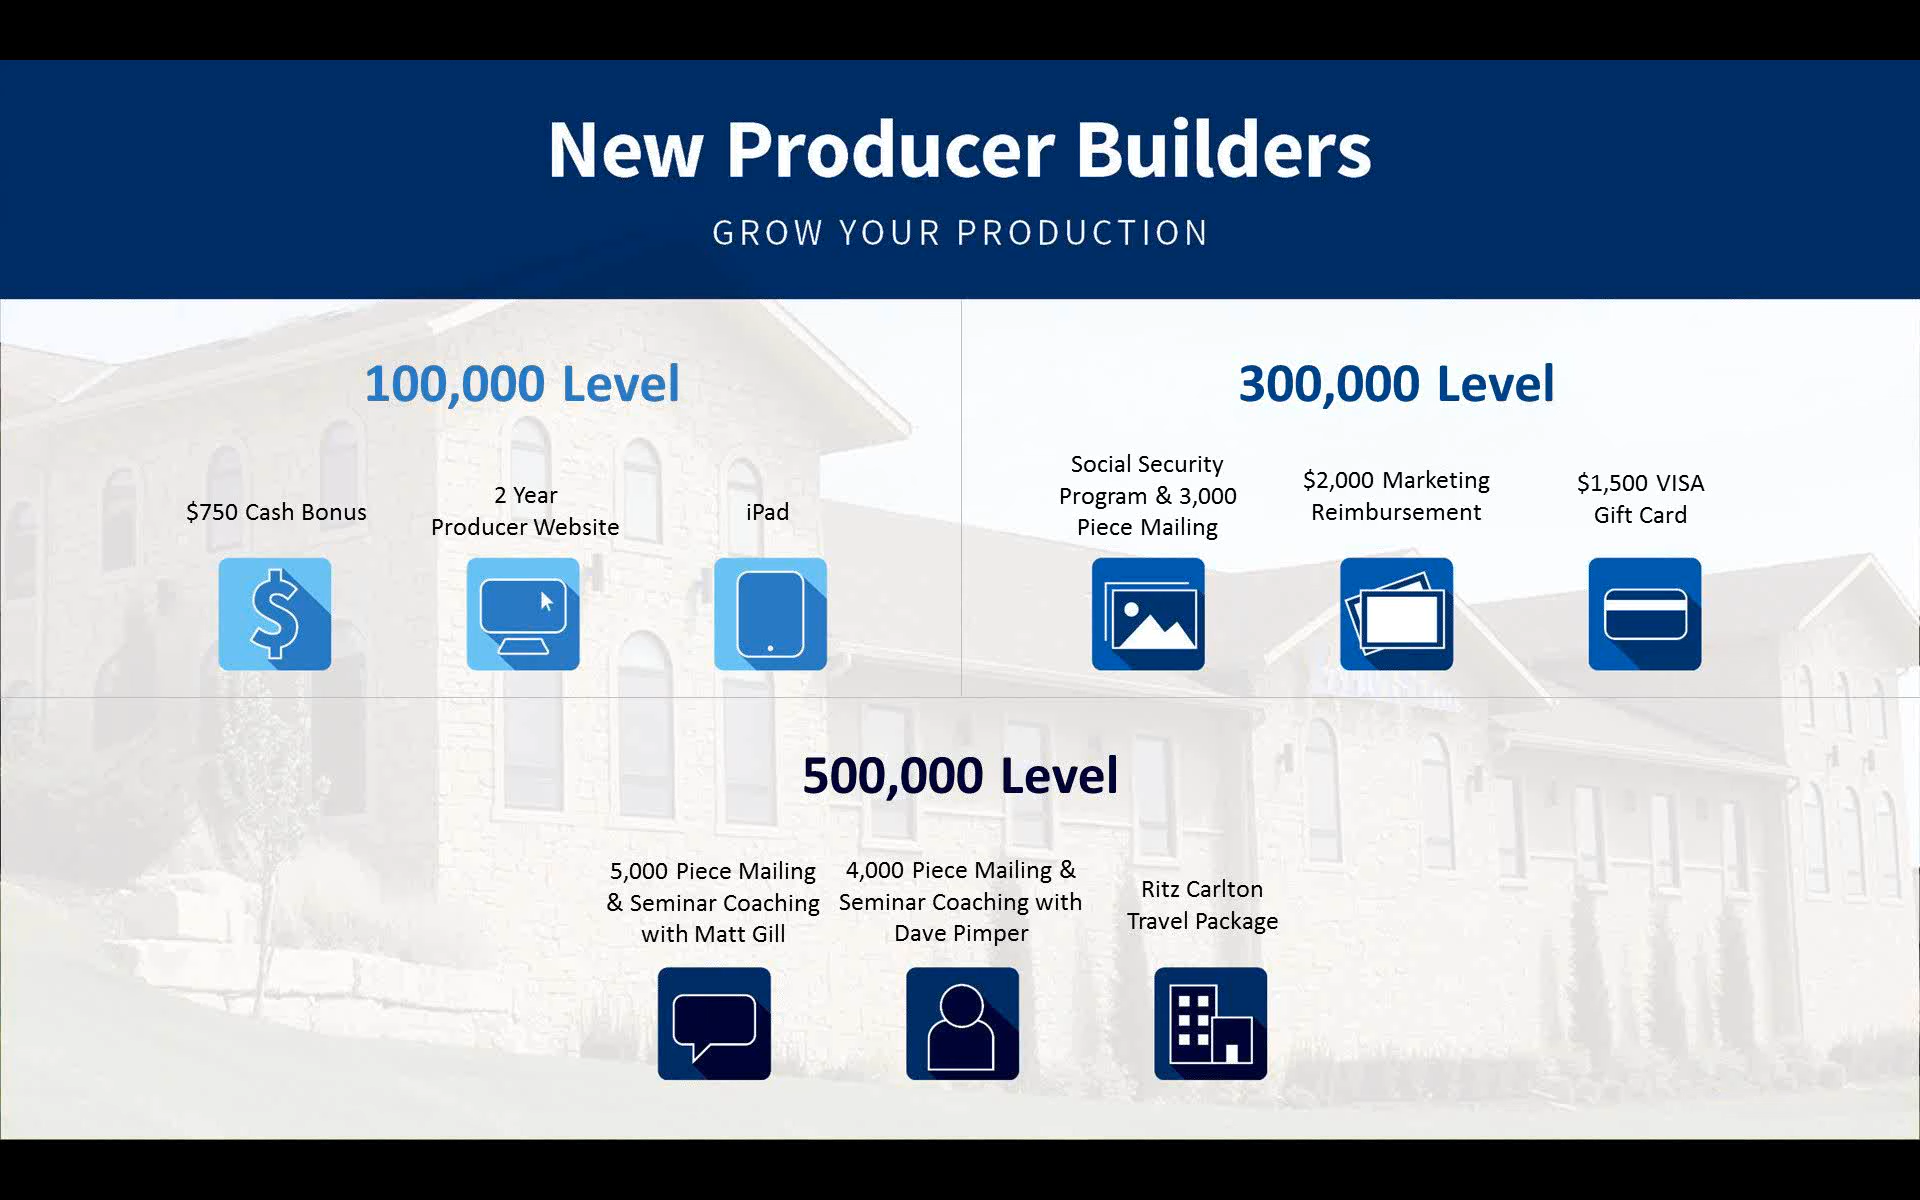 New Producer Builders
GROW YOUR PRODUCTION
100,000 Level
$750 Cash Bonus
2 Year
Producer Website
iPad
300,000 Level
Social Security
Program & 3,000
Piece Mailing
$2,000 Marketing
Reimbursement
$1,500 VISA
Gift Card
500,000 Level
5,000 Piece Mailing
& Seminar Coaching
with Matt Gill
4,000 Piece Mailing &
Seminar Coaching with
Dave Pimper
Ritz Carlton
Travel Package